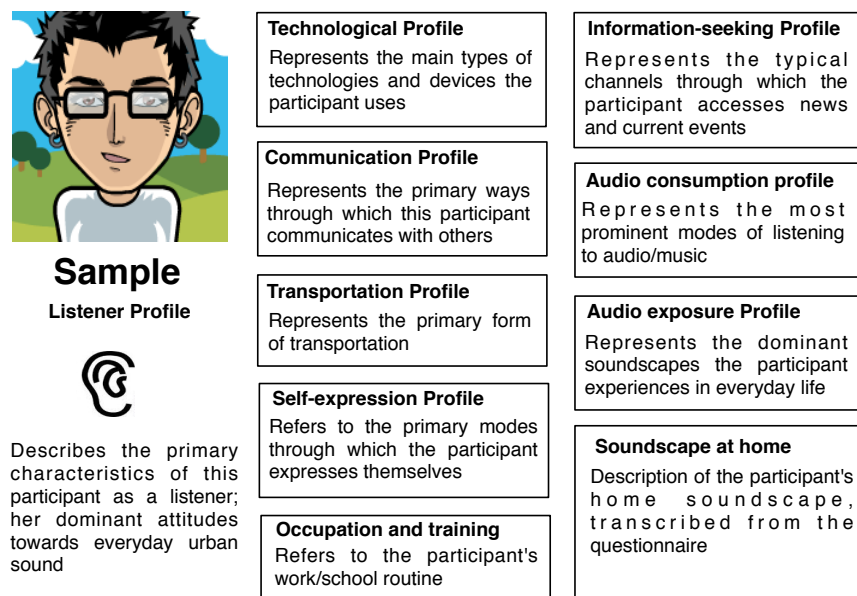 Sample
Listener Profile
Describes the primary
characteristics of this
participant as a listener;
her dominant attitudes
towards everyday urban
sound
Technological Profile
Represents the main types of
technologies and devices the
participant uses
Communication Profile
Represents the primary ways
through which this participant
communicates with others
Transportation Profile
Represents the primary form
of transportation
Self-expression Profile
Refers to the primary modes
through which the participant
expresses themselves
Occupation and training
Refers to the participant's
work/school routine
Information-seeking Profile
Represents the typical
channels through which the
participant accesses news
and current events
Audio consumption profile
Represents the most
prominent modes of listening
to audio/music
Audio exposure Profile
Represents the dominant
soundscapes the participant
experiences in everyday life
Soundscape at home
Description of the participant's
home soundscape,
transcribed from the
questionnaire